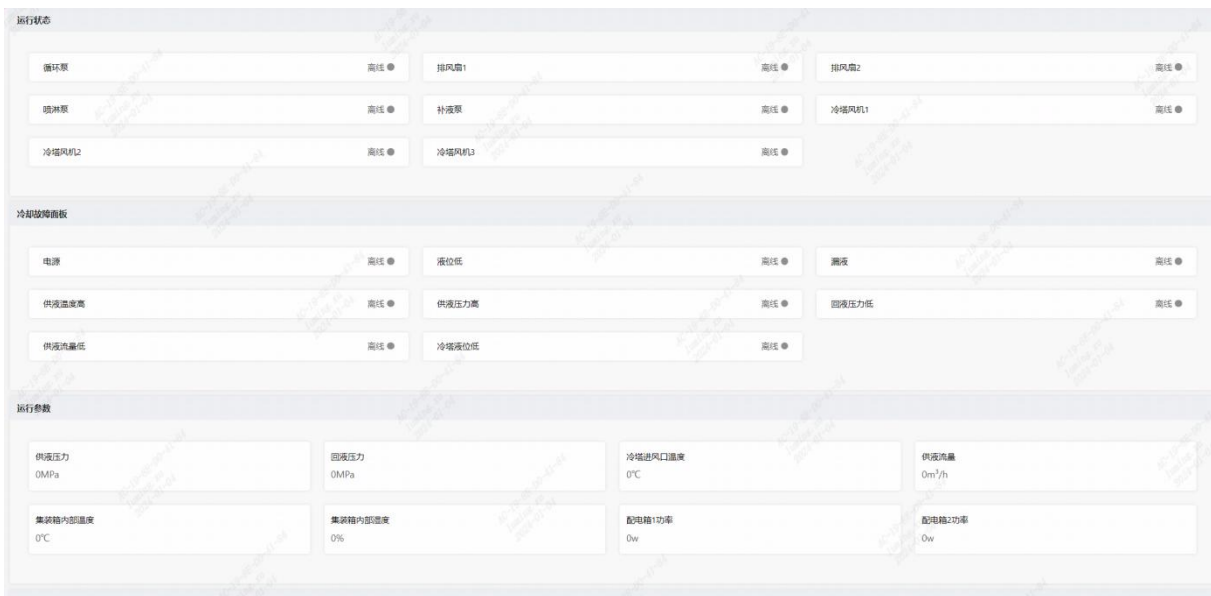 运行状态
循环泵 离线 排风扇1 离线 排风扇2 离线
喷淋泵 离线 补液泵 离线 冷塔风机1 离线
冷塔风机2 离线 冷塔风机3 离线
冷却故障面板
电源 离线 液位低 离线 漏液 离线
供液温度高 离线 供液压力高 离线 回液压力低 离线
供液流量低 离线 冷塔液位低 离线
运行参数
供液压力 回液压力 冷塔进风口温度 供液流量
0MPa 0MPa 0℃ 0m³/h
集装箱内部温度 集装箱内部湿度 配电箱1功率 配电箱2功率
0℃ 0% 0w 0w